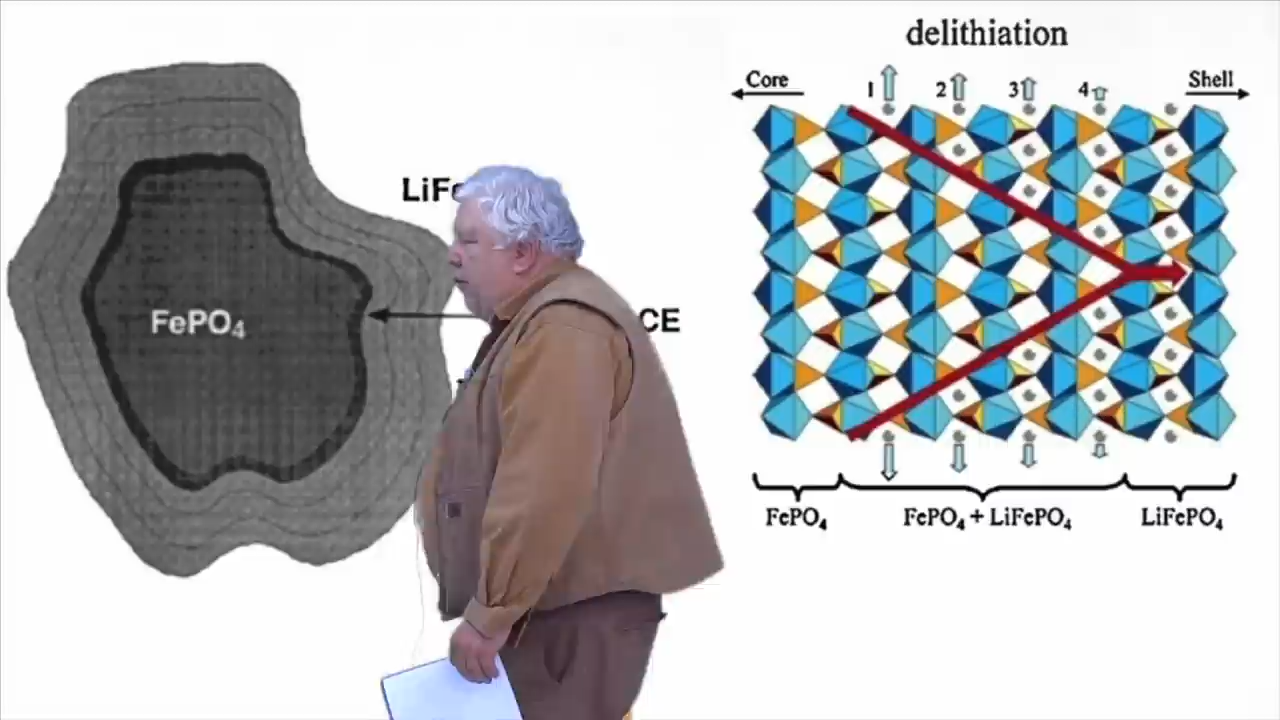 delithiation
Core
Shell
1 2 3 4
FePO₄
FePO₄ FePO₄ + LiFePO₄ LiFePO₄